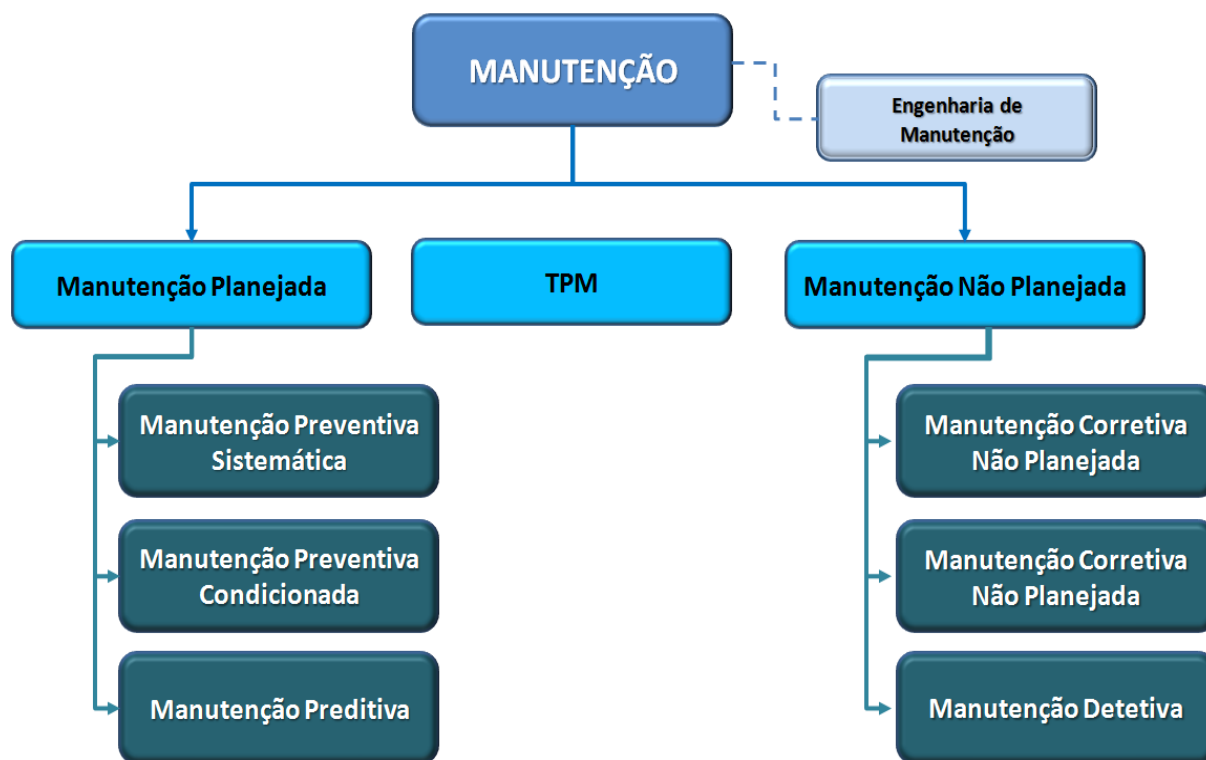 MANUTENÇÃO
Engenharia de
Manutenção
Manutenção Planejada
TPM
Manutenção Não Planejada
Manutenção Preventiva
Sistemática
Manutenção Preventiva
Condicionada
Manutenção Preditiva
Manutenção Corretiva
Não Planejada
Manutenção Corretiva
Não Planejada
Manutenção Detetiva